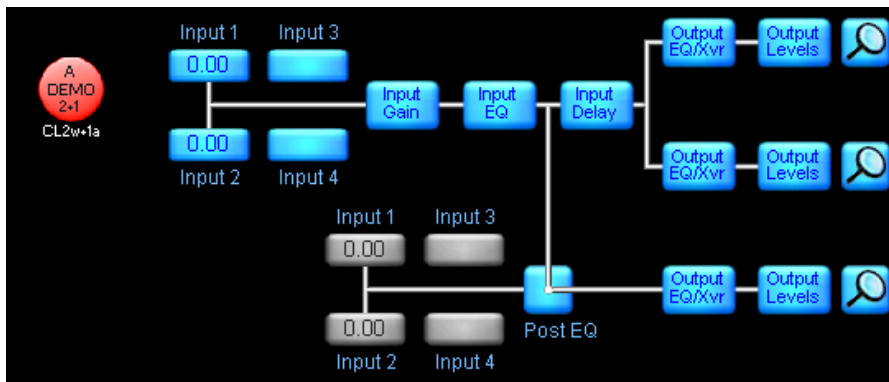 Input 1 Input 3
A
DEMO
2+1
CL2w+1a
0.00
0.00
Input 2 Input 4
Input
Gain
Input
EQ
Input
Delay
Output
EQ/Xvr
Output
Levels
Output
EQ/Xvr
Output
Levels
Input 1 Input 3
0.00
0.00
Input 2 Input 4
Post EQ
Output
EQ/Xvr
Output
Levels